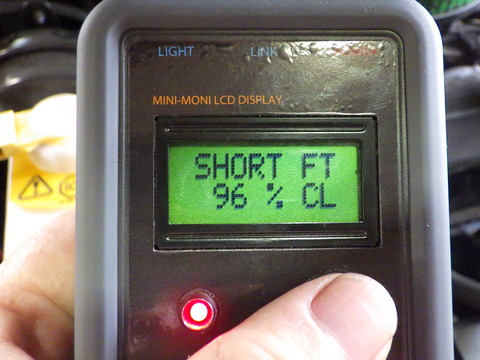 LIGHT LINK
MINI-MONI LCD DISPLAY
SHORT FT
96 % CL